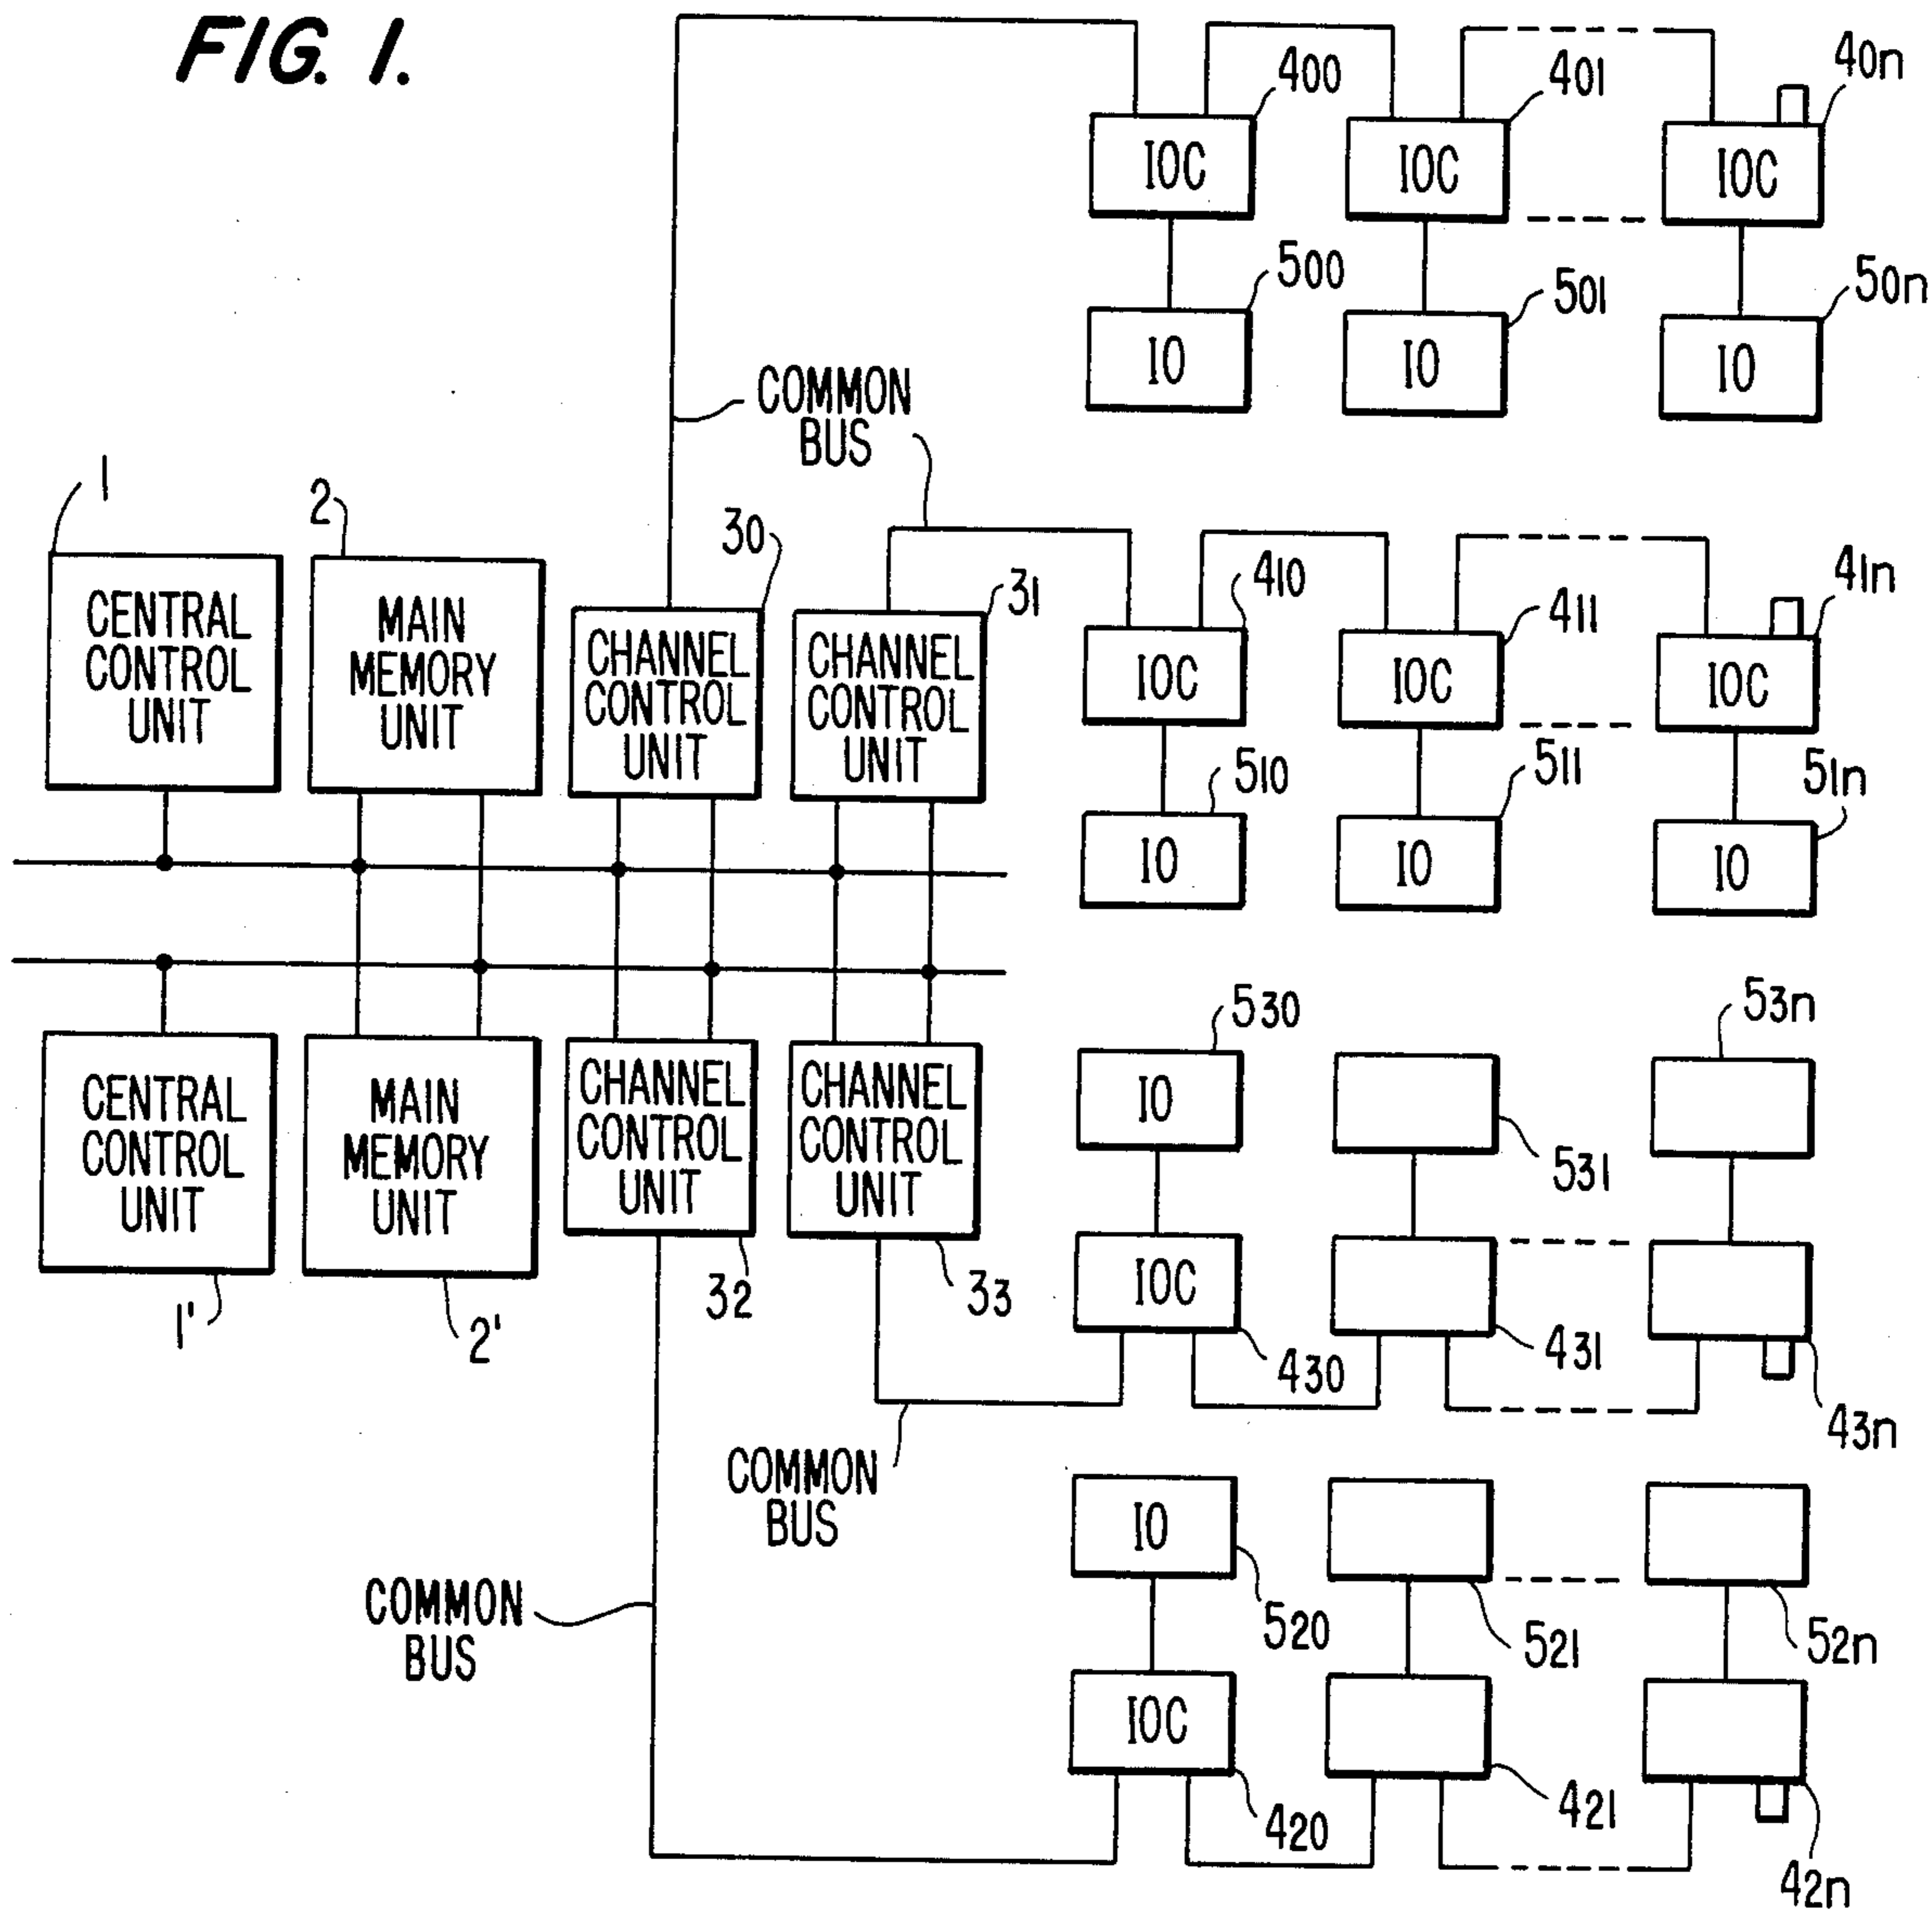 FIG. 1.
400
401
40n
IOC
IOC
IOC
500
501
50n
IO
IO
IO
COMMON
BUS
1
2
30
31
410
411
41n
CENTRAL
CONTROL
UNIT
MAIN
MEMORY
UNIT
CHANNEL
CONTROL
UNIT
CHANNEL
CONTROL
UNIT
IOC
IOC
IOC
510
511
51n
IO
IO
IO
530
53n
IO
531
CENTRAL
CONTROL
UNIT
MAIN
MEMORY
UNIT
CHANNEL
CONTROL
UNIT
CHANNEL
CONTROL
UNIT
IOC
1'
2'
32
33
430
431
43n
COMMON
BUS
IO
COMMON
BUS
520
521
52n
IOC
420
421
42n